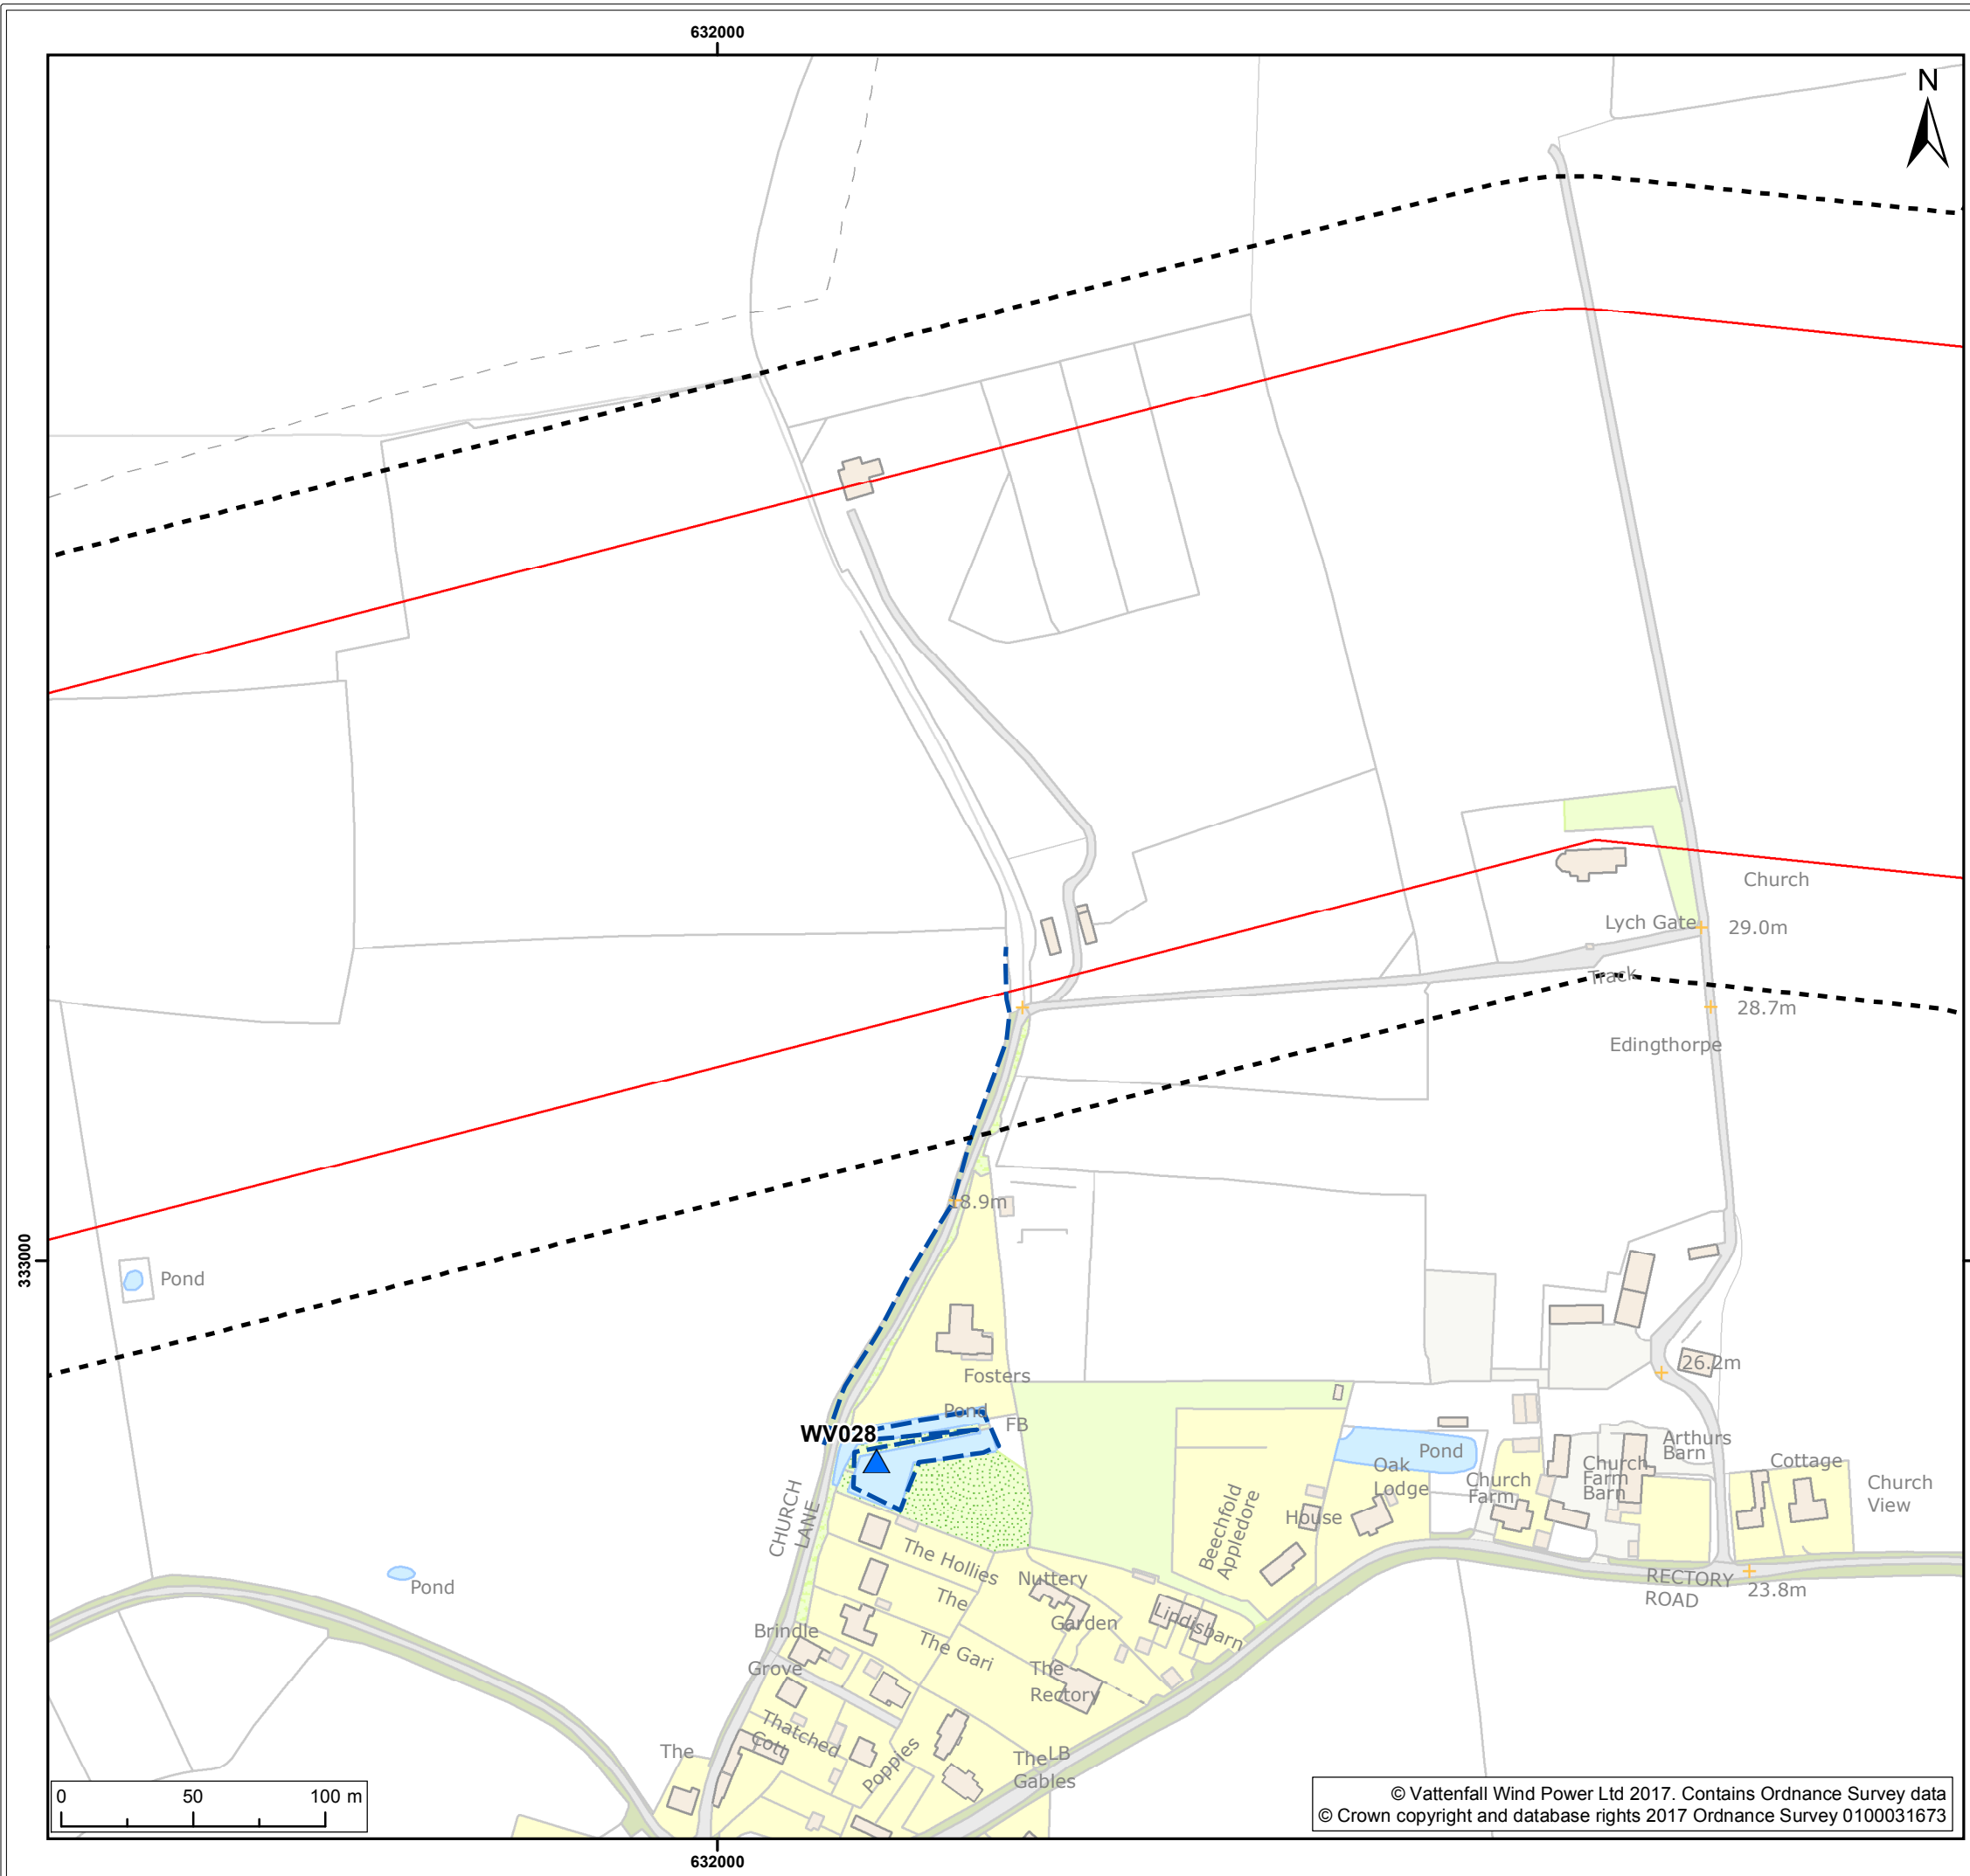 632000
N
Church
Lych Gate
29.0m
Track
28.7m
Edingthorpe
18.9m
333000
Pond
26.2m
Fosters
Pond
FB
WV028
Pond
Arthurs
Barn
Cottage
Oak
Lodge
Church
Farm
Church
Farm
Barn
Church
View
CHURCH
LANE
Beechfold
Appledore
House
The Hollies
Nuttery
Pond
RECTORY
ROAD
23.8m
The
Garden
Lindisbarn
Brindle
The Gari
Grove
The
Rectory
Thatched
Cott
The
Poppies
The
LB
Gables
0 50 100 m
© Vattenfall Wind Power Ltd 2017. Contains Ordnance Survey data
© Crown copyright and database rights 2017 Ordnance Survey 0100031673
632000